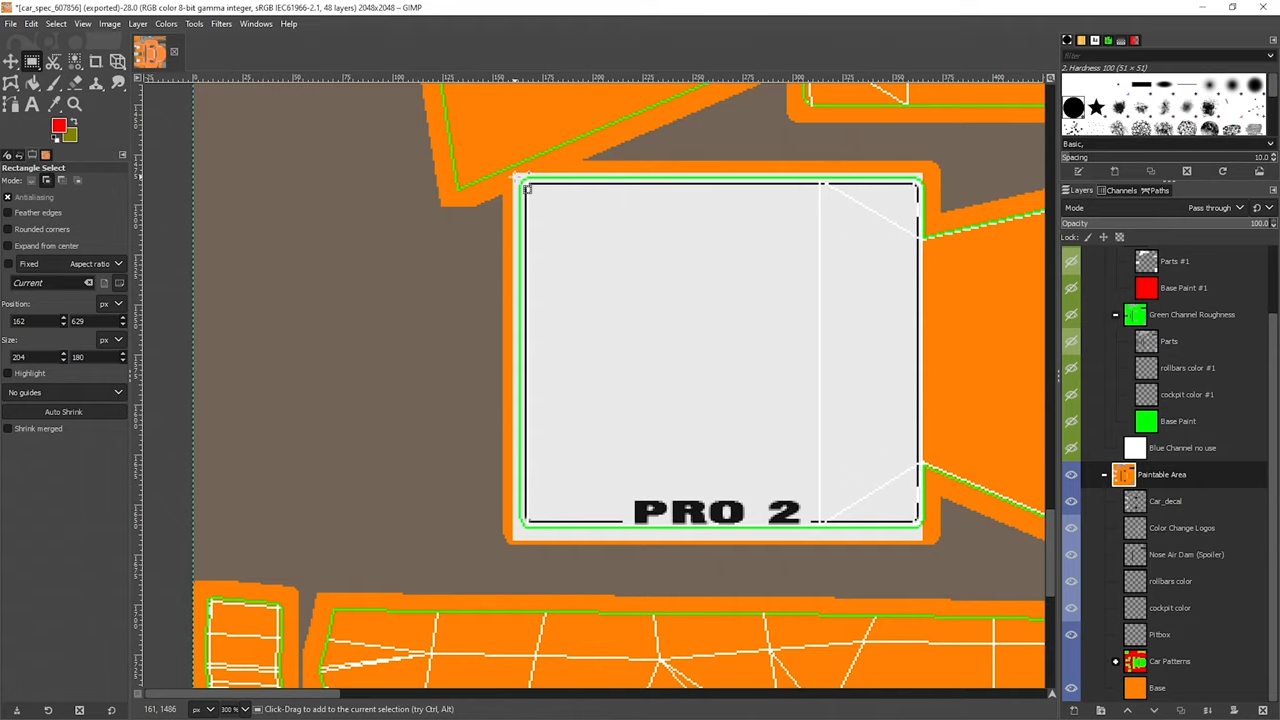 *[car_spec_607856] (exported)-28.0 (RGB color 8-bit gamma integer, sRGB IEC61966-2.1, 48 layers) 2048x2048 – GIMP
File Edit Select View Image Layer Colors Tools Filters Windows Help
filter
2. Hardness 100 (51 × 51)
Basic,
Spacing 10.0
Layers Channels Paths
Mode Pass through
Opacity 100.0
Lock:
Parts #1
Base Paint #1
Green Channel Roughness
Parts
rollbars color #1
cockpit color #1
Base Paint
Blue Channel no use
Paintable Area
Car_decal
Color Change Logos
Nose Air Dam (Spoiler)
rollbars color
cockpit color
Pitbox
Car Patterns
Base
Rectangle Select
Mode:
Antialiasing
Feather edges
Rounded corners
Expand from center
Fixed Aspect ratio
Current
Position: px
162 629
Size: px
204 180
Highlight
No guides
Auto Shrink
Shrink merged
PRO 2
161, 1486 px 300 % Click-Drag to add to the current selection (try Ctrl, Alt)